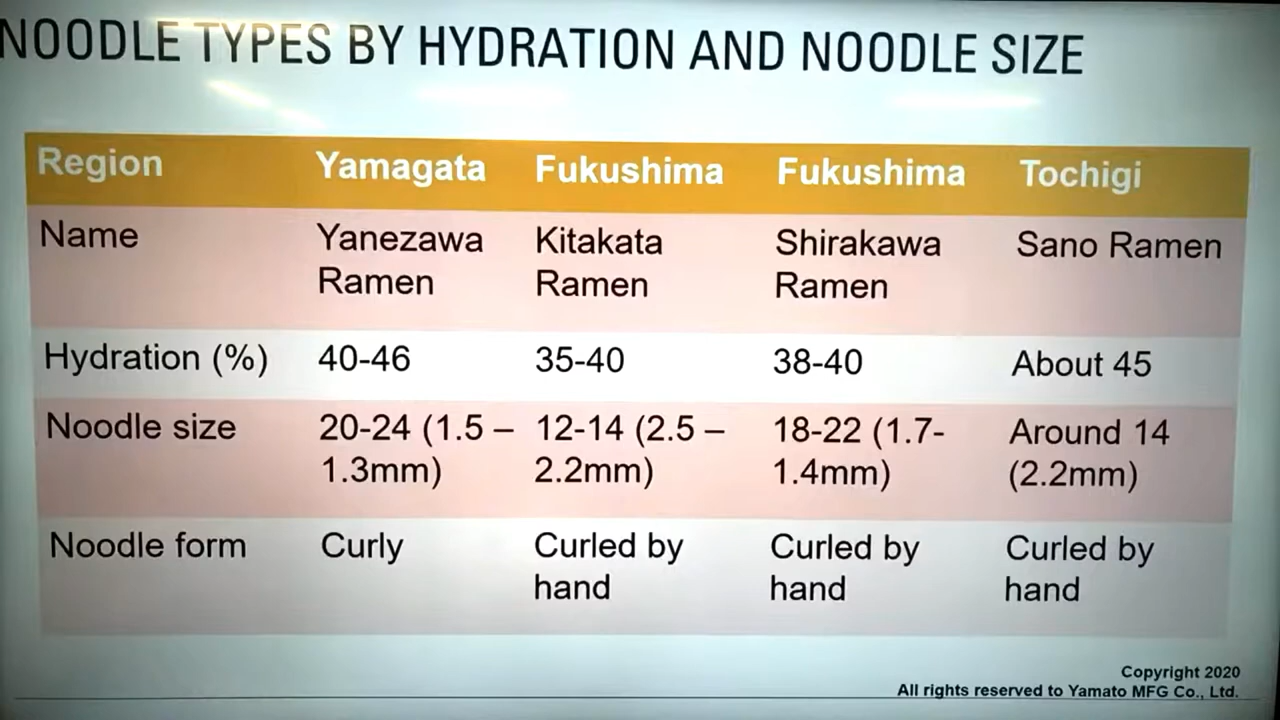 NOODLE TYPES BY HYDRATION AND NOODLE SIZE
Region Yamagata Fukushima Fukushima Tochigi
Name Yanezawa Kitakata Shirakawa Sano Ramen
Ramen Ramen Ramen
Hydration (%) 40-46 35-40 38-40 About 45
Noodle size 20-24 (1.5 – 12-14 (2.5 – 18-22 (1.7- Around 14
1.3mm) 2.2mm) 1.4mm) (2.2mm)
Noodle form Curly Curled by Curled by Curled by
hand hand hand
Copyright 2020
All rights reserved to Yamato MFG Co., Ltd.